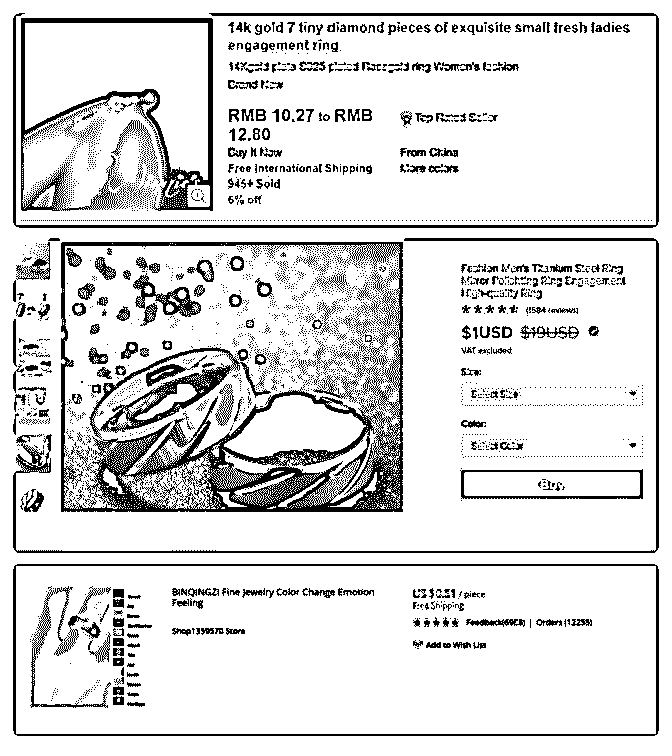 14k gold 7 tiny diamond pieces of exquisite small fresh ladies
engagement ring
14Kgold plate S925 plated Rosegold ring Women's fashion
Brand New
RMB 10.27 to RMB
12.80
Top Rated Seller
Buy It Now
From China
Free International Shipping
More colors
945+ Sold
6% off
Fashion Men's Titanium Steel Ring
Mirror Polishing Ring Engagement
High-quality Ring
(1584 reviews)
$1USD $19USD
VAT excluded
Size:
Select Size
Color:
Select Color
Buy
BINQINGZI Fine Jewelry Color Change Emotion
Feeling
Shop1359570 Store
US $0.51 / piece
Free Shipping
Feedback(6968) | Orders (12255)
Add to Wish List